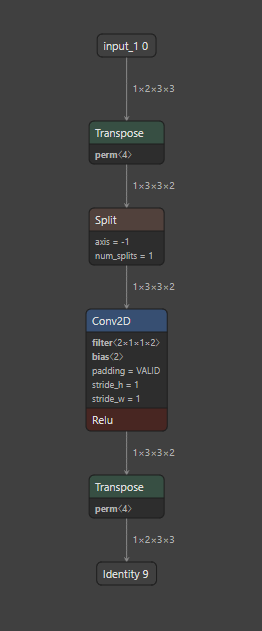 input_1 0
1×2×3×3
Transpose
perm⟨4⟩
1×3×3×2
Split
axis = -1
num_splits = 1
1×3×3×2
Conv2D
filter⟨2×1×1×2⟩
bias⟨2⟩
padding = VALID
stride_h = 1
stride_w = 1
Relu
1×3×3×2
Transpose
perm⟨4⟩
1×2×3×3
Identity 9